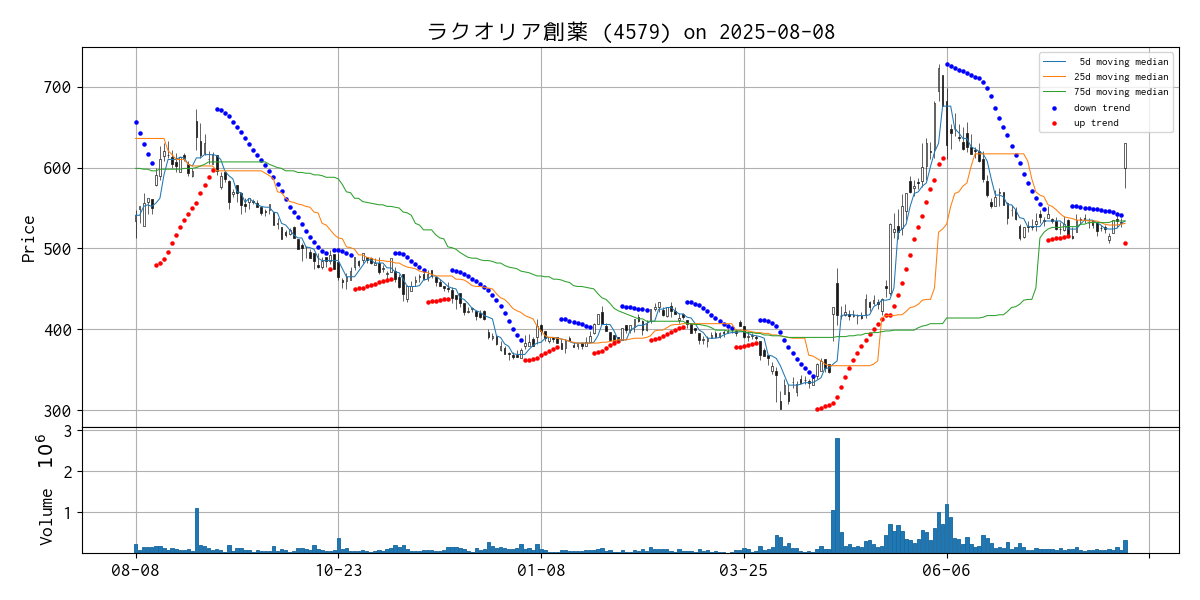 ラクオリア創薬 (4579) on 2025-08-08
5d moving median
25d moving median
75d moving median
down trend
up trend
Price
700
600
500
400
300
Volume 10^6
3
2
1
08-08 10-23 01-08 03-25 06-06